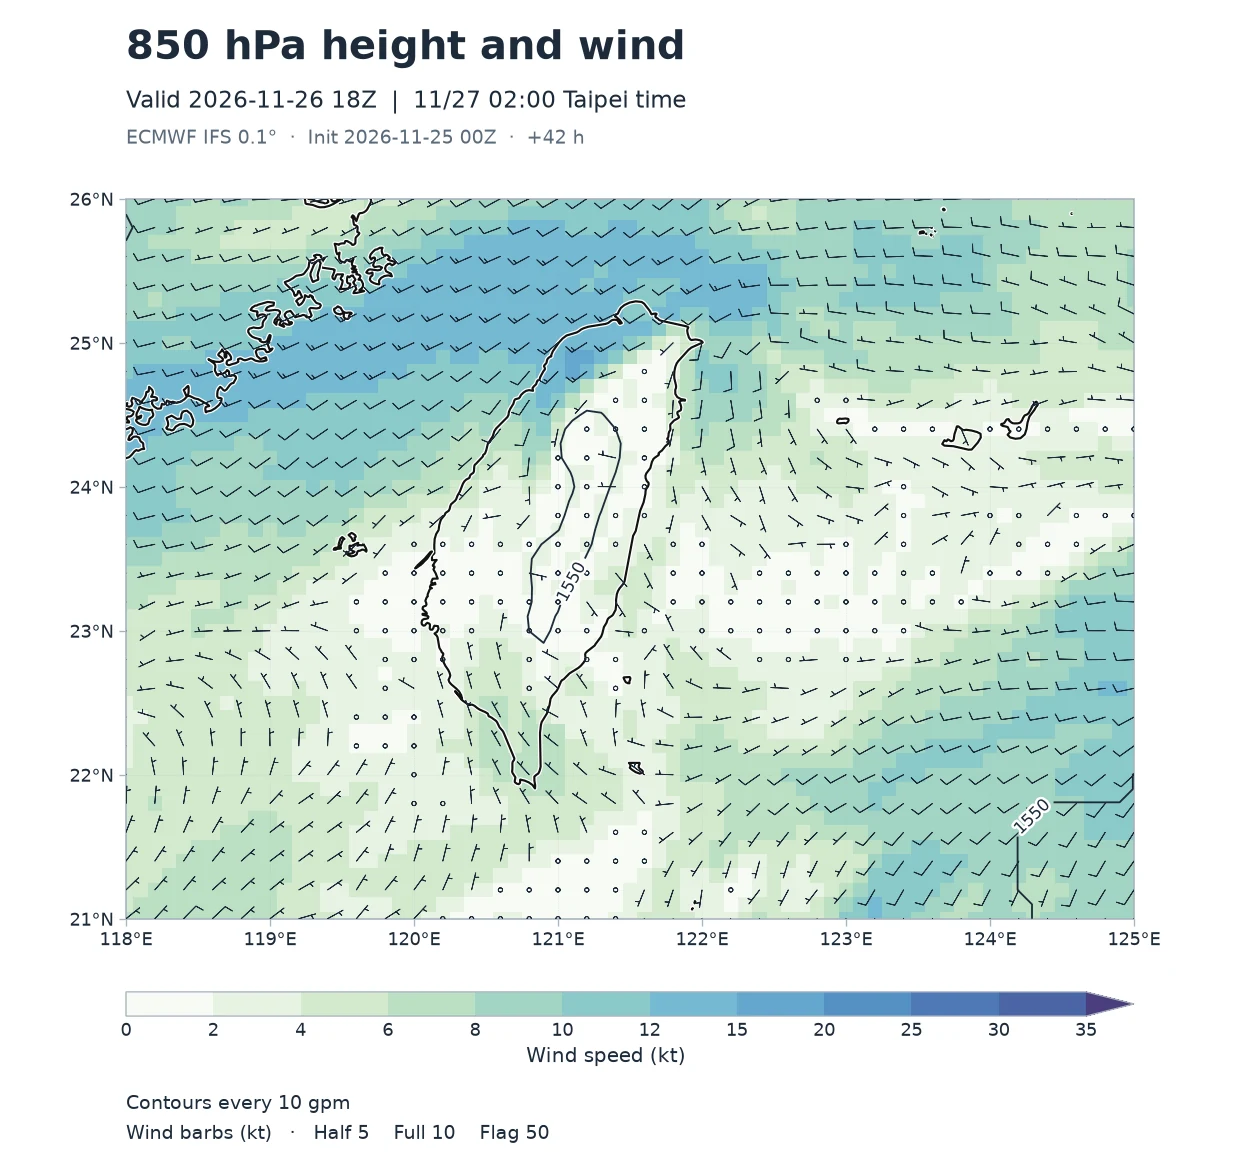 850 hPa height and wind
Valid 2026-11-26 18Z | 11/27 02:00 Taipei time
ECMWF IFS 0.1° · Init 2026-11-25 00Z · +42 h
26°N
25°N
24°N
23°N
22°N
21°N
1550
1550
118°E 119°E 120°E 121°E 122°E 123°E 124°E 125°E
0 2 4 6 8 10 12 15 20 25 30 35
Wind speed (kt)
Contours every 10 gpm
Wind barbs (kt) · Half 5 Full 10 Flag 50